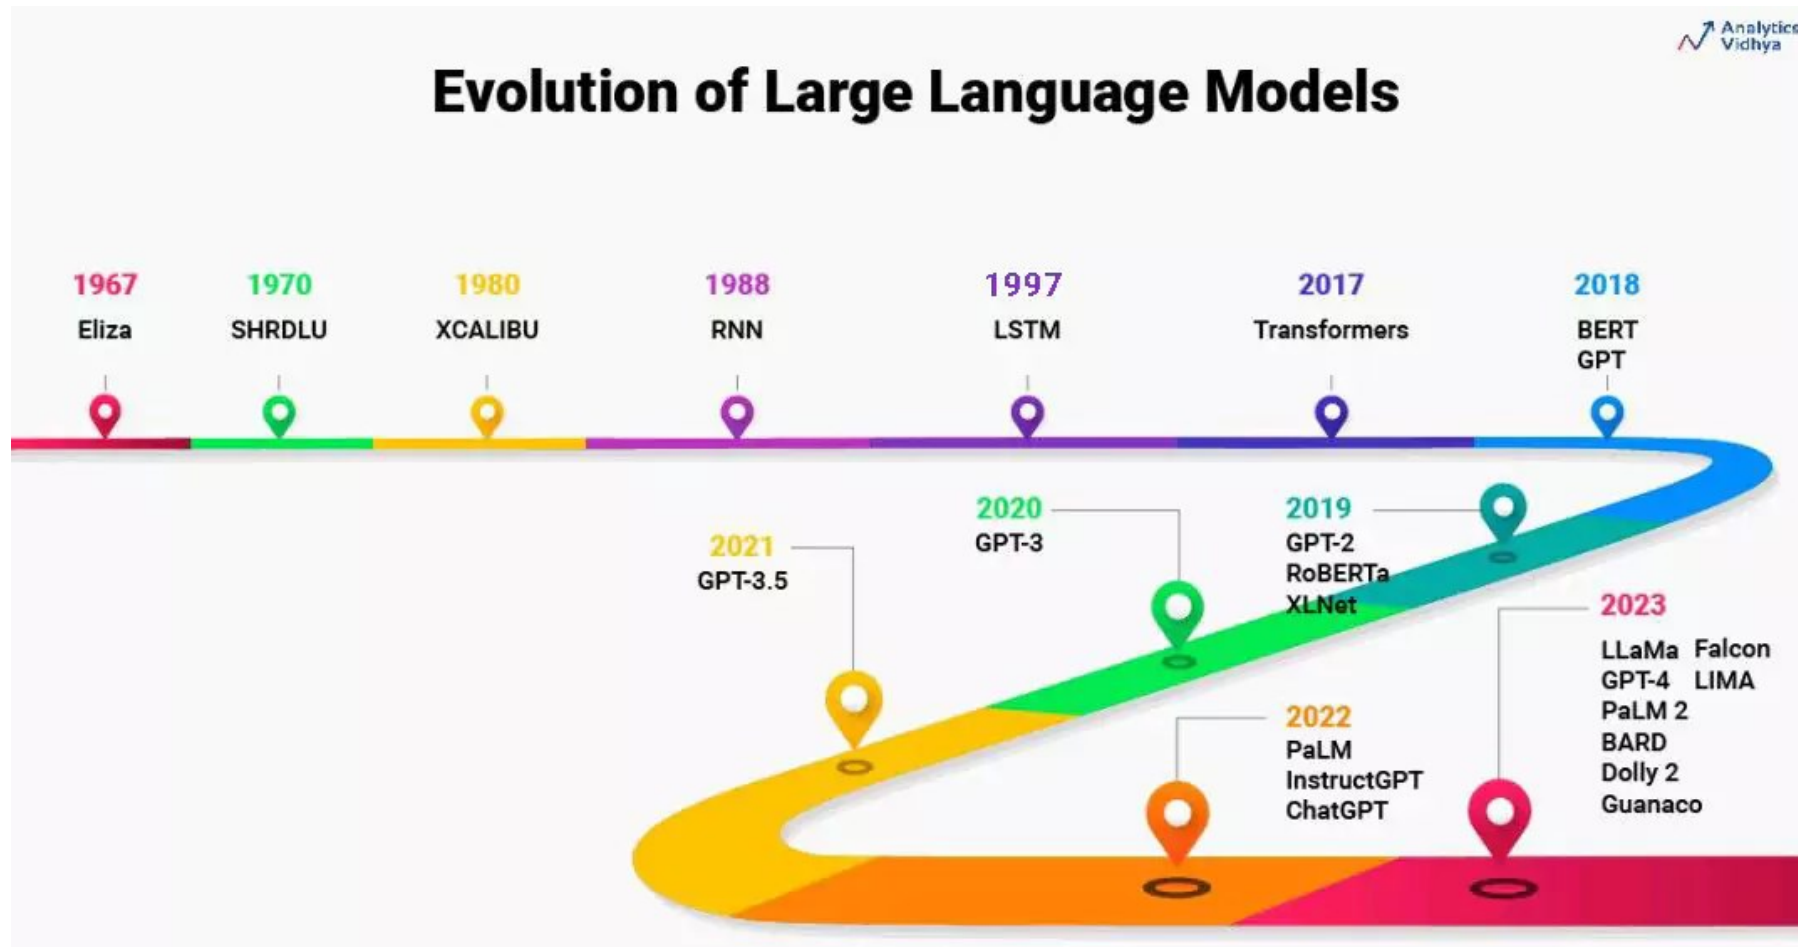 Analytics
Vidhya
Evolution of Large Language Models
1967
Eliza
1970
SHRDLU
1980
XCALIBU
1988
RNN
1997
LSTM
2017
Transformers
2018
BERT
GPT
2019
GPT-2
RoBERTa
XLNet
2020
GPT-3
2021
GPT-3.5
2022
PaLM
InstructGPT
ChatGPT
2023
LLaMa Falcon
GPT-4 LIMA
PaLM 2
BARD
Dolly 2
Guanaco